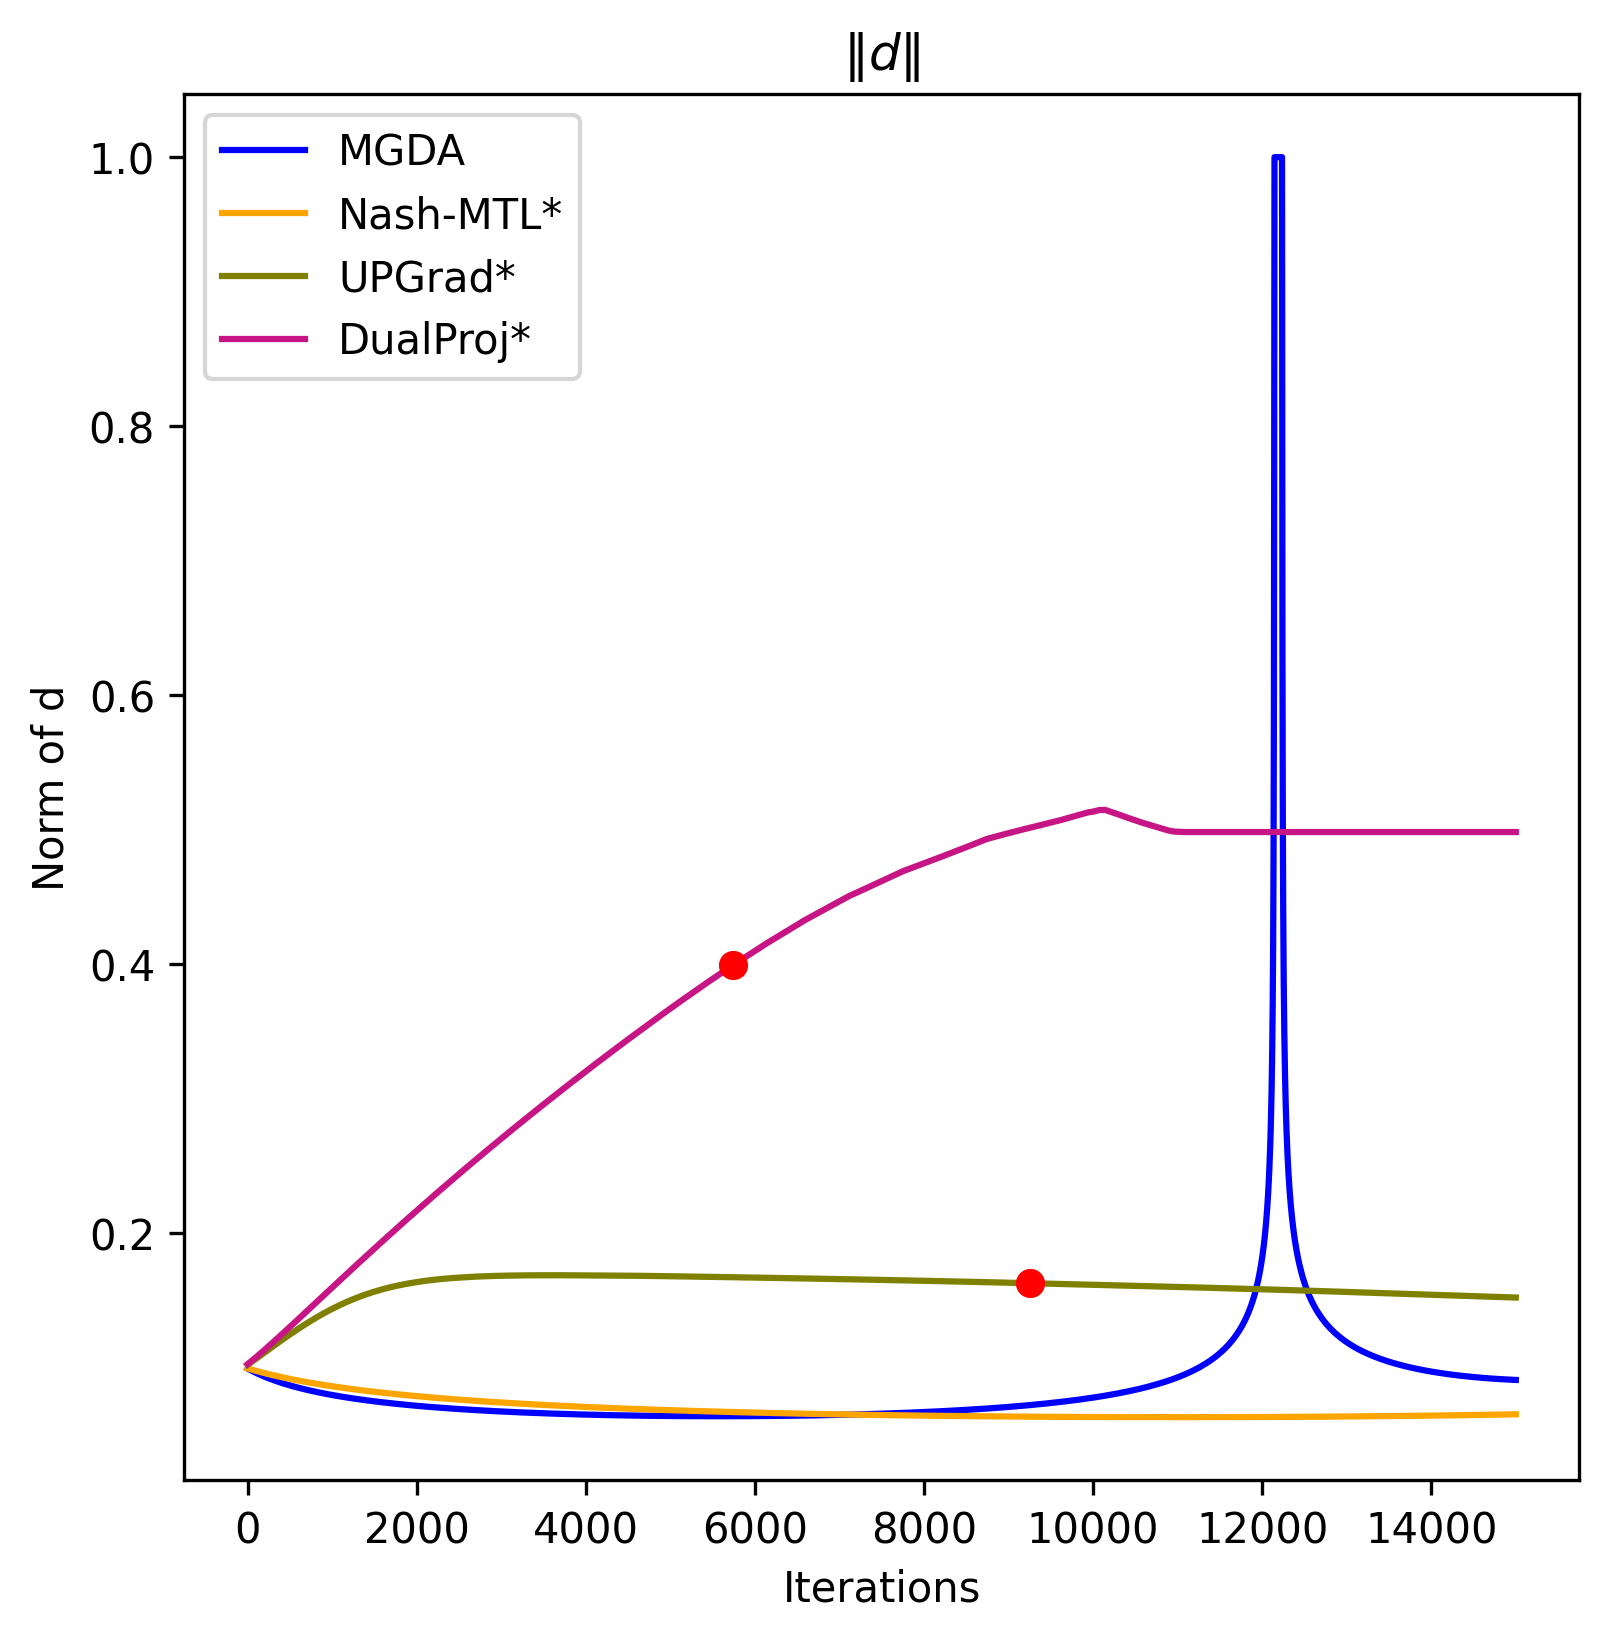 ‖d‖
MGDA
Nash-MTL*
UPGrad*
DualProj*
1.0
0.8
0.6
0.4
0.2
Norm of d
0 2000 4000 6000 8000 10000 12000 14000
Iterations